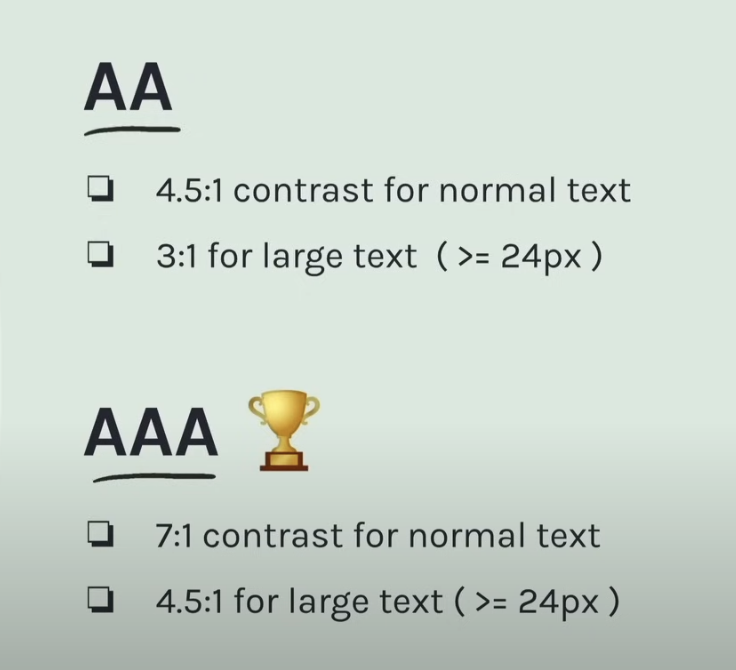 AA
4.5:1 contrast for normal text
3:1 for large text ( >= 24px )
AAA
7:1 contrast for normal text
4.5:1 for large text ( >= 24px )